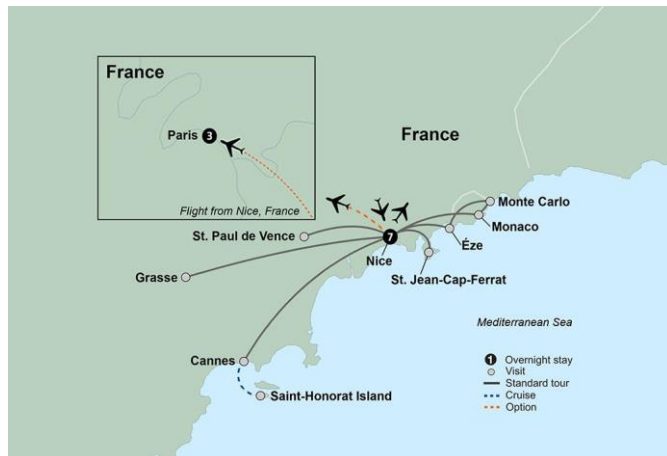 France
Paris 3
Flight from Nice, France
France
St. Paul de Vence
7
Nice
Monte Carlo
Monaco
Èze
St. Jean-Cap-Ferrat
Grasse
Mediterranean Sea
Cannes
Saint-Honorat Island
1 Overnight stay
Visit
Standard tour
Cruise
Option